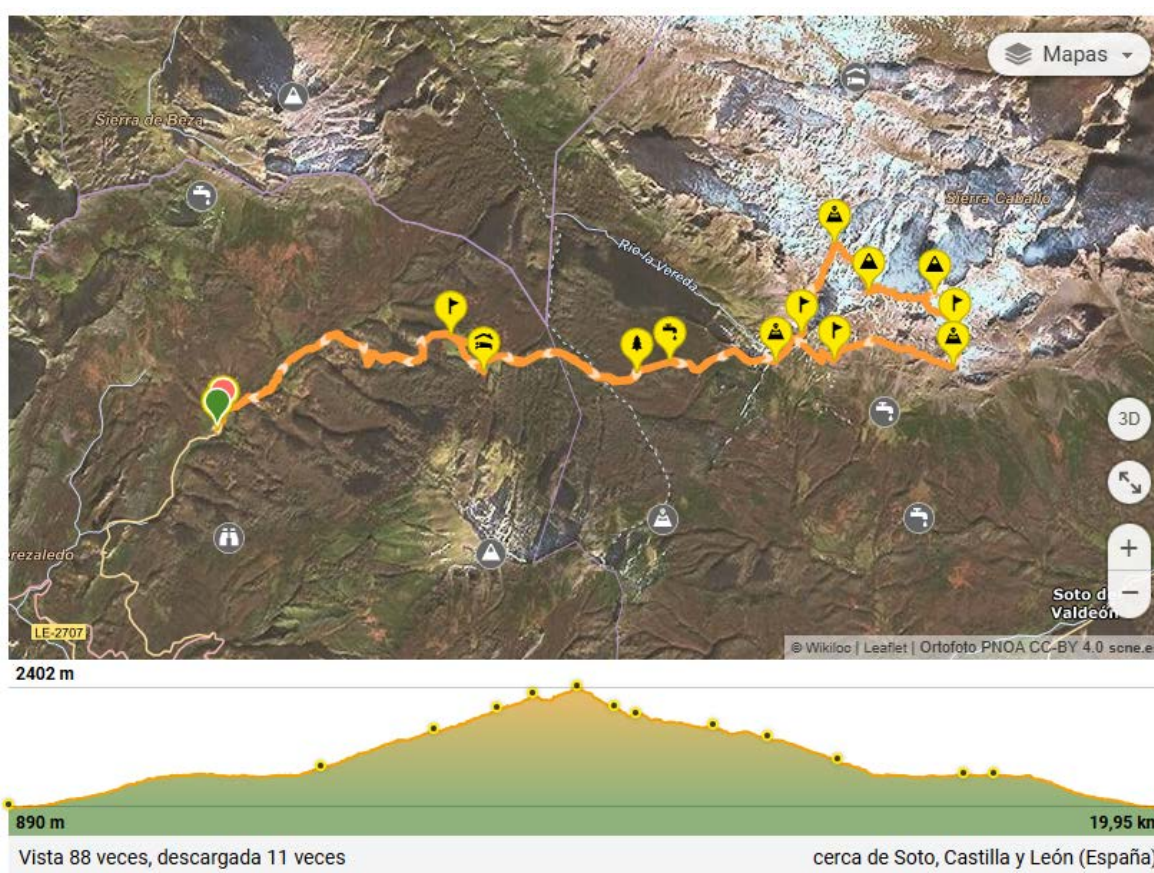 Mapas
Sierra de Beza
Sierra Caballo
Río la Vereda
3D
+
−
erezaledo
Soto de
Valdeón
LE-2707
© Wikiloc | Leaflet | Ortofoto PNOA CC-BY 4.0 scne.e
2402 m
890 m
19,95 km
Vista 88 veces, descargada 11 veces
cerca de Soto, Castilla y León (España)